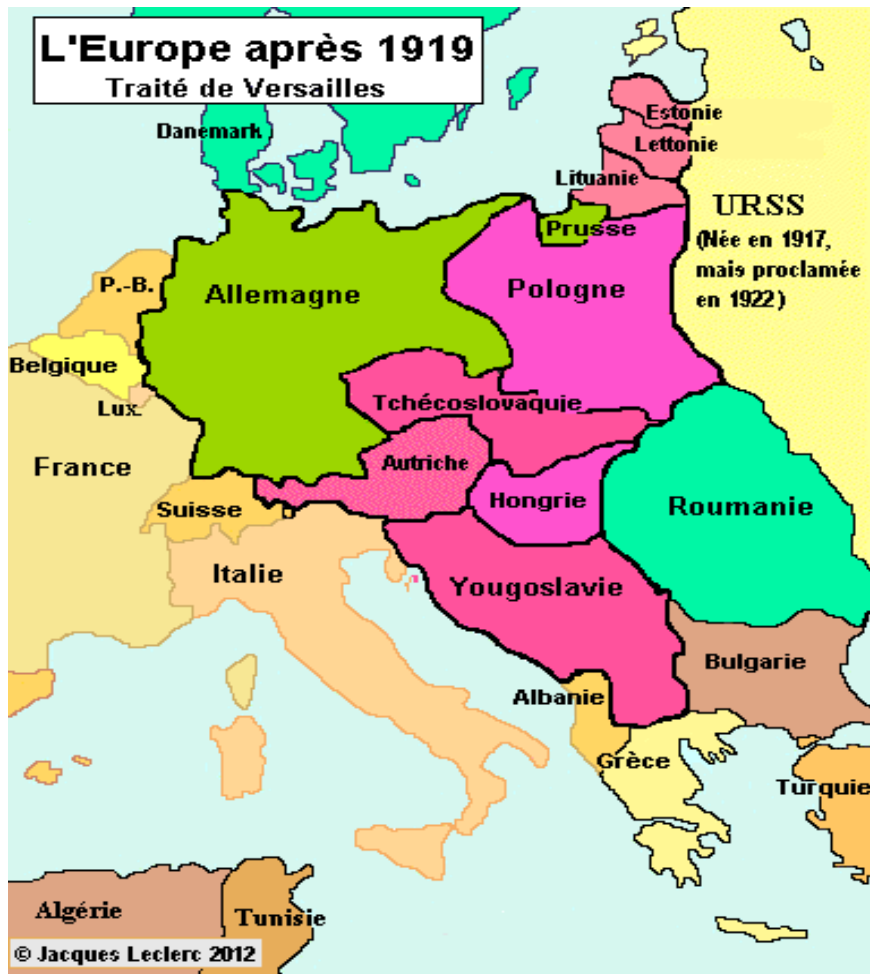 L'Europe après 1919
Traité de Versailles
Danemark
Estonie
Lettonie
Lituanie
URSS
(Née en 1917,
mais proclamée
en 1922)
Prusse
P.-B.
Allemagne
Pologne
Belgique
Lux.
Tchécoslovaquie
France
Autriche
Suisse
Hongrie
Roumanie
Italie
Yougoslavie
Bulgarie
Albanie
Grèce
Turquie
Algérie
Tunisie
© Jacques Leclerc 2012